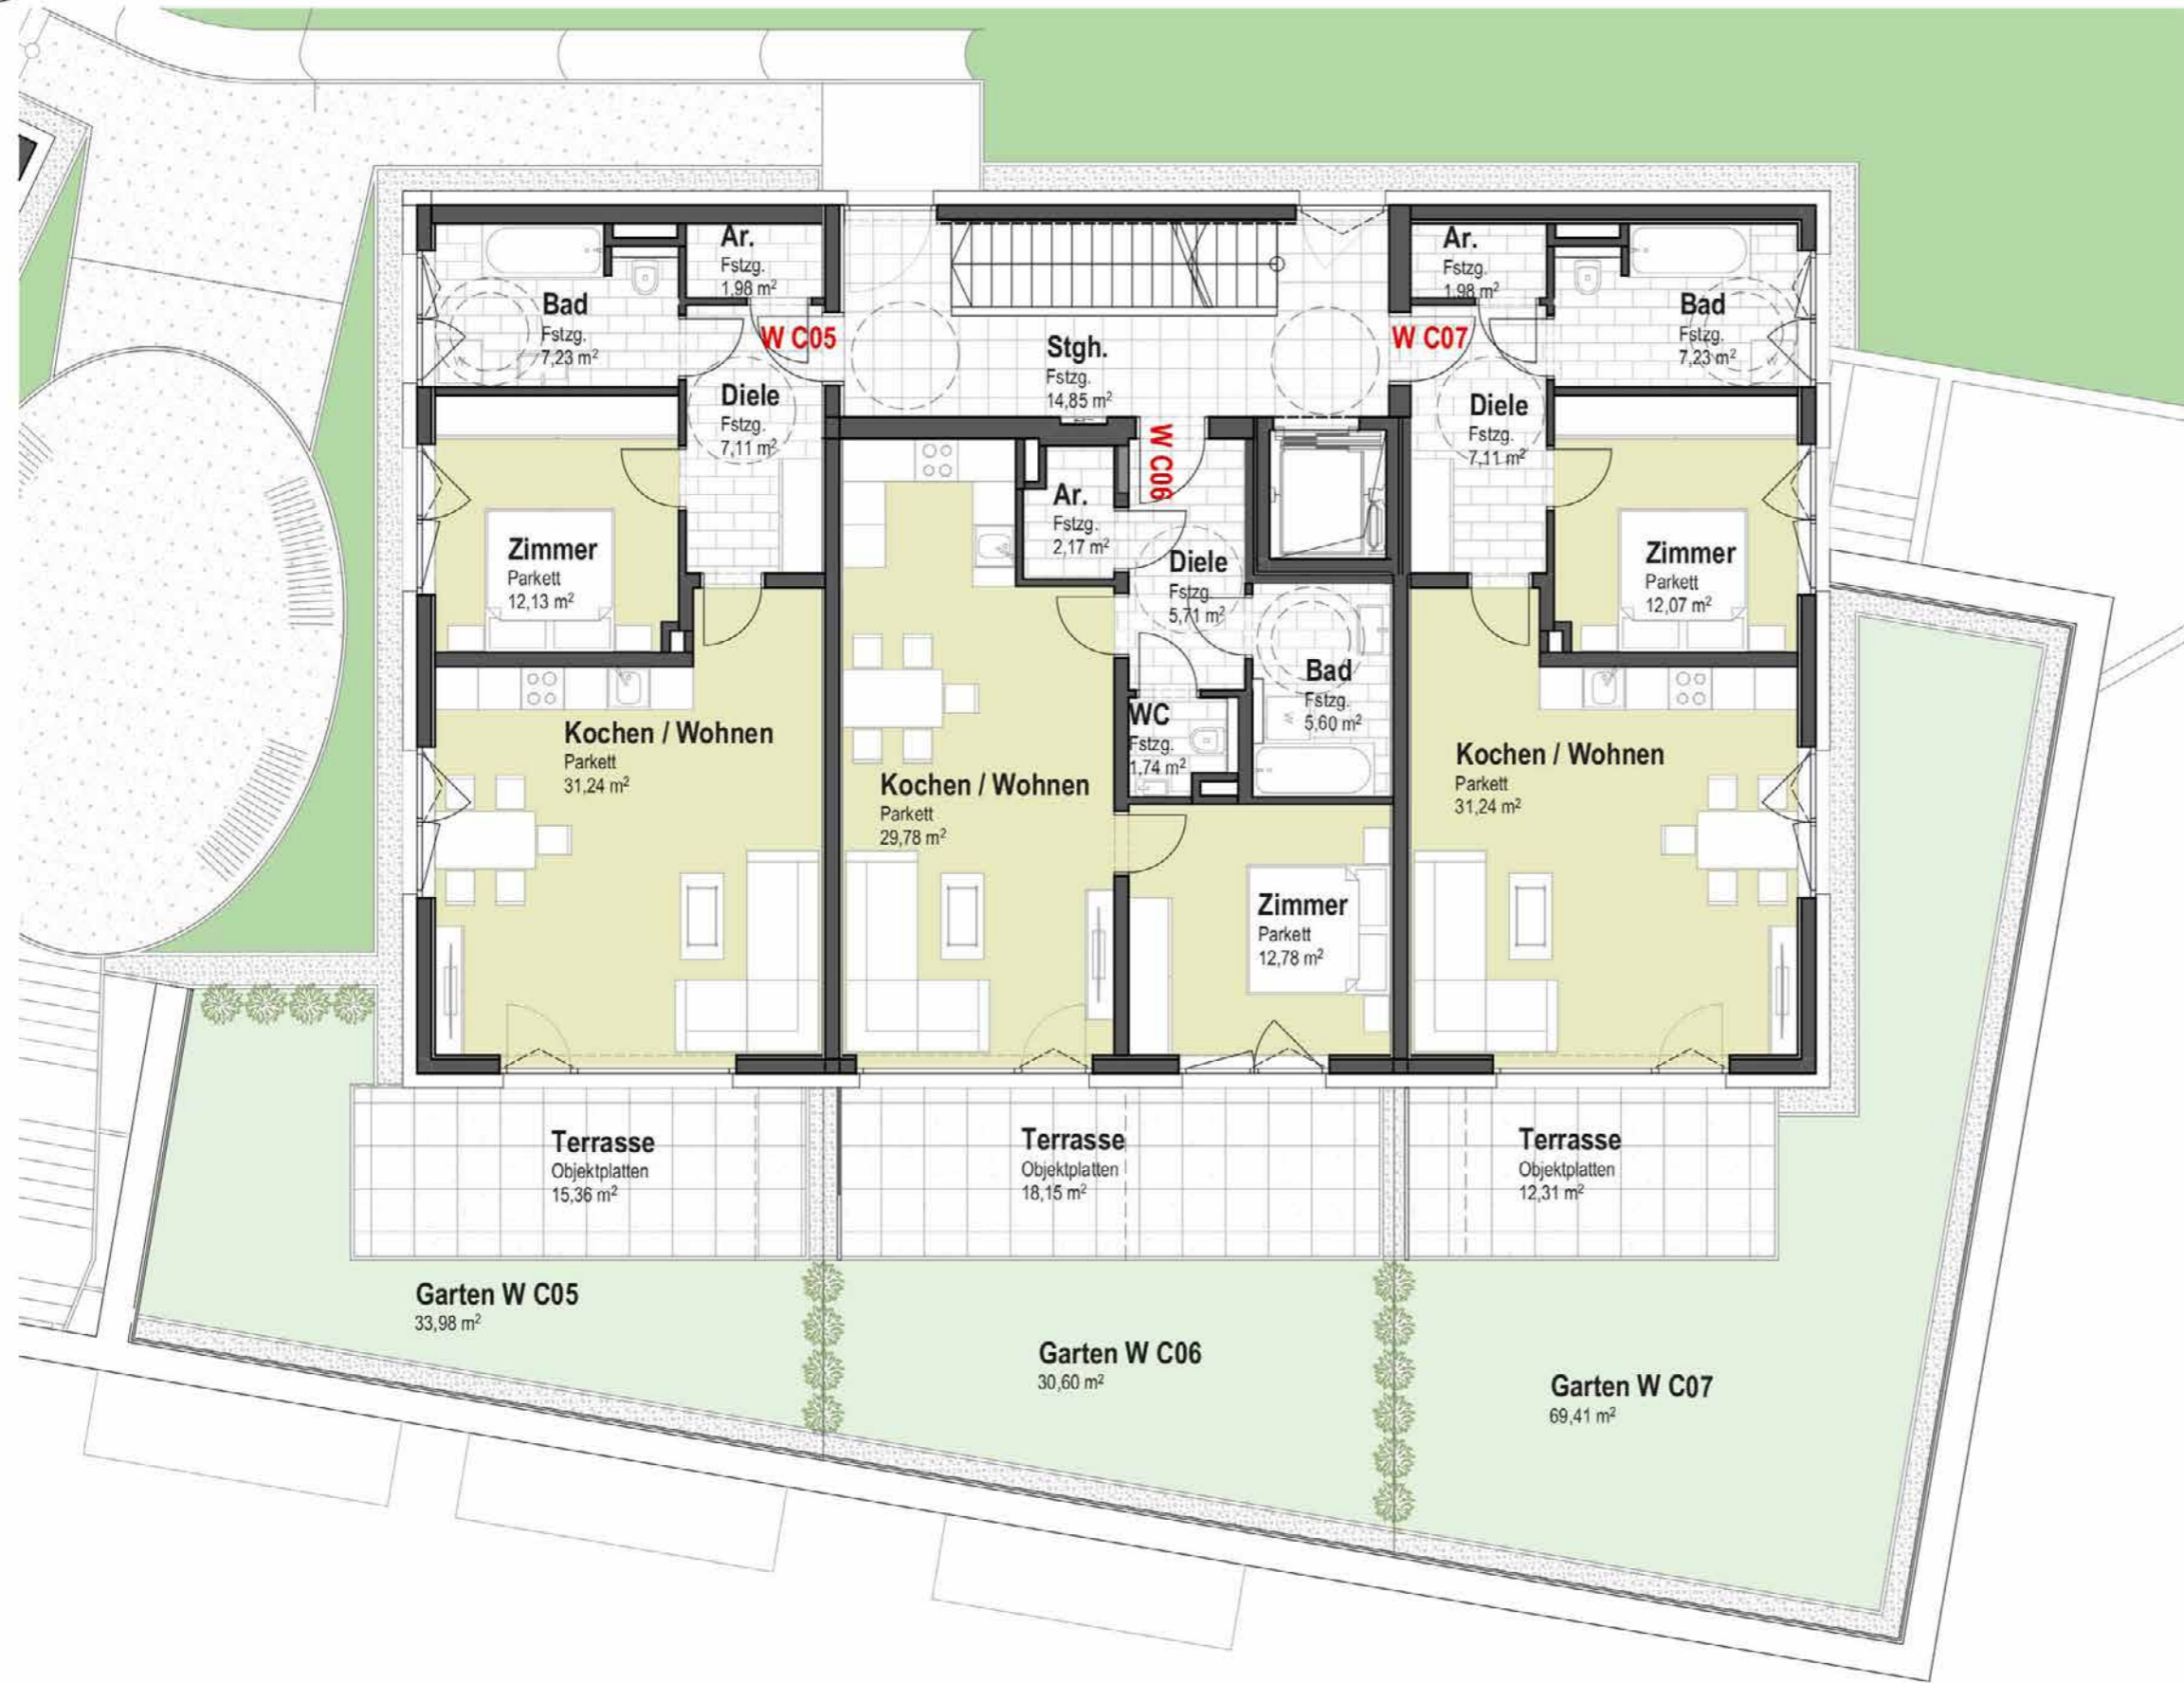 Ar.
Fstzg.
1,98 m²
Bad
Fstzg.
7,23 m²
W C05
Diele
Fstzg.
7,11 m²
Zimmer
Parkett
12,13 m²
Kochen / Wohnen
Parkett
31,24 m²
Stgh.
Fstzg.
14,85 m²
W C06
Ar.
Fstzg.
2,17 m²
Diele
Fstzg.
5,71 m²
Bad
Fstzg.
5,60 m²
WC
Fstzg.
1,74 m²
Kochen / Wohnen
Parkett
29,78 m²
Zimmer
Parkett
12,78 m²
Ar.
Fstzg.
1,98 m²
W C07
Bad
Fstzg.
7,23 m²
Diele
Fstzg.
7,11 m²
Zimmer
Parkett
12,07 m²
Kochen / Wohnen
Parkett
31,24 m²
Terrasse
Objektplatten
15,36 m²
Terrasse
Objektplatten
18,15 m²
Terrasse
Objektplatten
12,31 m²
Garten W C05
33,98 m²
Garten W C06
30,60 m²
Garten W C07
69,41 m²